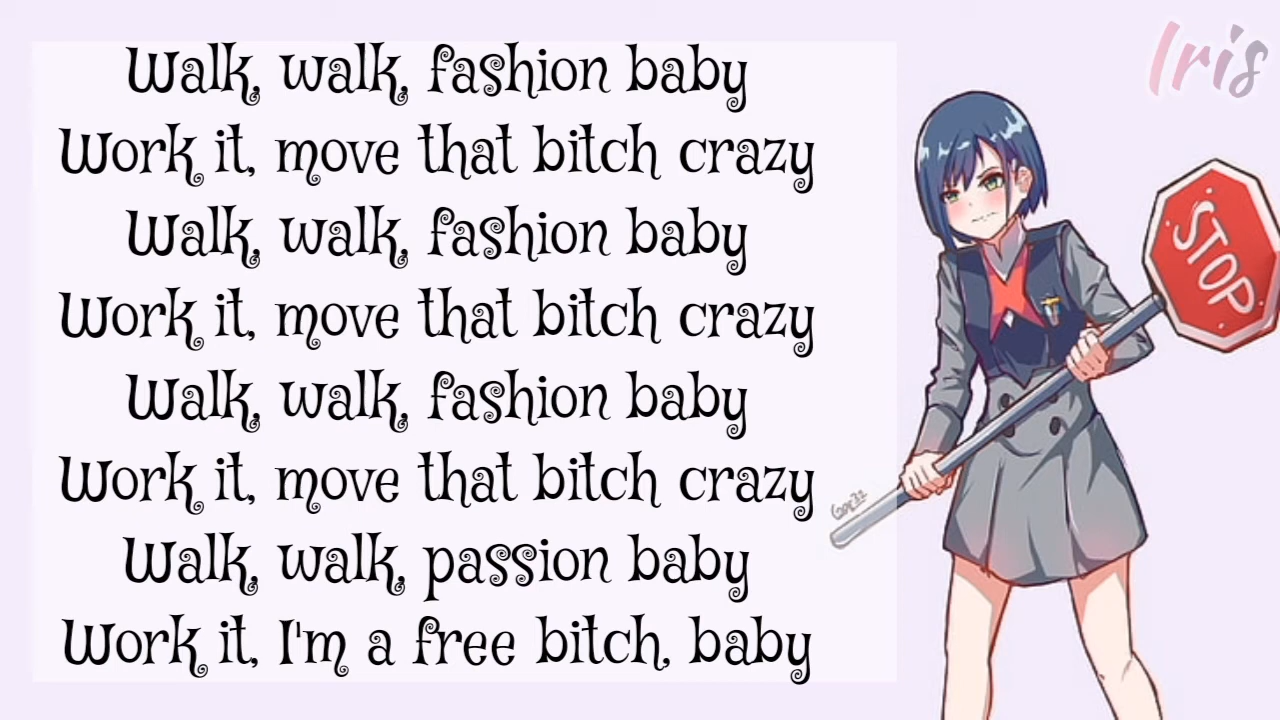 Iris
Walk, walk, fashion baby
Work it, move that bitch crazy
Walk, walk, fashion baby
Work it, move that bitch crazy
Walk, walk, fashion baby
Work it, move that bitch crazy
Walk, walk, passion baby
Work it, I'm a free bitch, baby
STOP